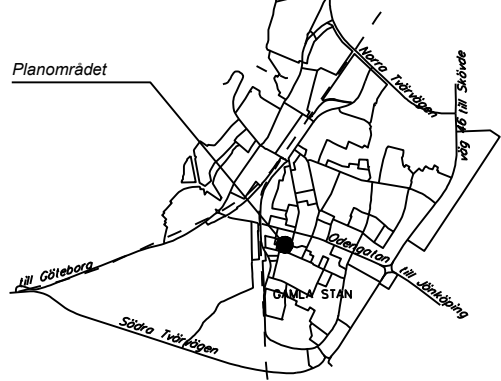 Planområdet
Norra Tvärvägen
väg 46 till Skövde
Odengatan
till Jönköping
till Göteborg
GAMLA STAN
Södra Tvärvägen